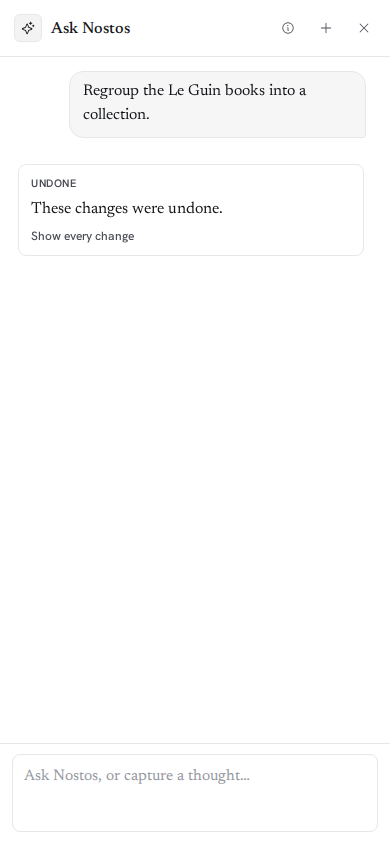 Ask Nostos
Regroup the Le Guin books into a
collection.
UNDONE
These changes were undone.
Show every change
Ask Nostos, or capture a thought...